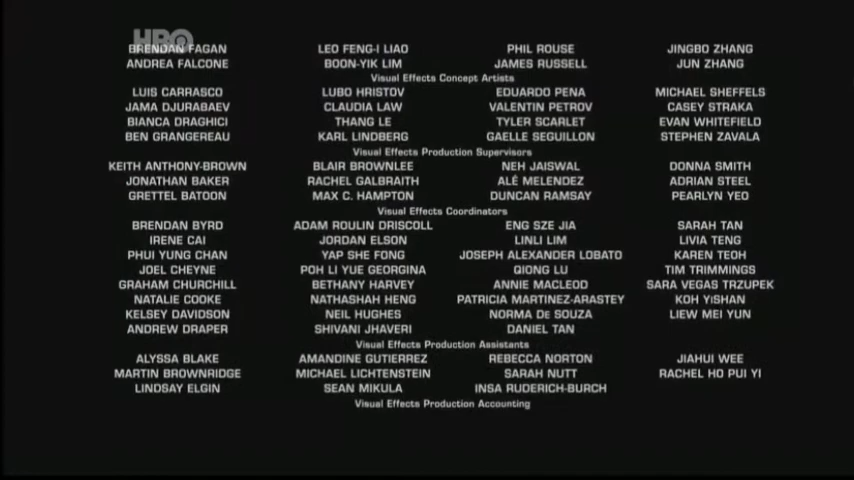 HBO
BRENDAN FAGAN LEO FENG-I LIAO PHIL ROUSE JINGBO ZHANG
ANDREA FALCONE BOON-YIK LIM JAMES RUSSELL JUN ZHANG
Visual Effects Concept Artists
LUIS CARRASCO LUBO HRISTOV EDUARDO PENA MICHAEL SHEFFELS
JAMA DJURABAEV CLAUDIA LAW VALENTIN PETROV CASEY STRAKA
BIANCA DRAGHICI THANG LE TYLER SCARLET EVAN WHITEFIELD
BEN GRANGEREAU KARL LINDBERG GAELLE SEGUILLON STEPHEN ZAVALA
Visual Effects Production Supervisors
KEITH ANTHONY-BROWN BLAIR BROWNLEE NEH JAISWAL DONNA SMITH
JONATHAN BAKER RACHEL GALBRAITH ALÉ MELENDEZ ADRIAN STEEL
GRETTEL BATOON MAX C. HAMPTON DUNCAN RAMSAY PEARLYN YEO
Visual Effects Coordinators
BRENDAN BYRD ADAM ROULIN DRISCOLL ENG SZE JIA SARAH TAN
IRENE CAI JORDAN ELSON LINLI LIM LIVIA TENG
PHUI YUNG CHAN YAP SHE FONG JOSEPH ALEXANDER LOBATO KAREN TEOH
JOEL CHEYNE POH LI YUE GEORGINA QIONG LU TIM TRIMMINGS
GRAHAM CHURCHILL BETHANY HARVEY ANNIE MACLEOD SARA VEGAS TRZUPEK
NATALIE COOKE NATHASHAH HENG PATRICIA MARTINEZ-ARASTEY KOH YiSHAN
KELSEY DAVIDSON NEIL HUGHES NORMA DE SOUZA LIEW MEI YUN
ANDREW DRAPER SHIVANI JHAVERI DANIEL TAN
Visual Effects Production Assistants
ALYSSA BLAKE AMANDINE GUTIERREZ REBECCA NORTON JIAHUI WEE
MARTIN BROWNRIDGE MICHAEL LICHTENSTEIN SARAH NUTT RACHEL HO PUI YI
LINDSAY ELGIN SEAN MIKULA INSA RUDERICH-BURCH
Visual Effects Production Accounting